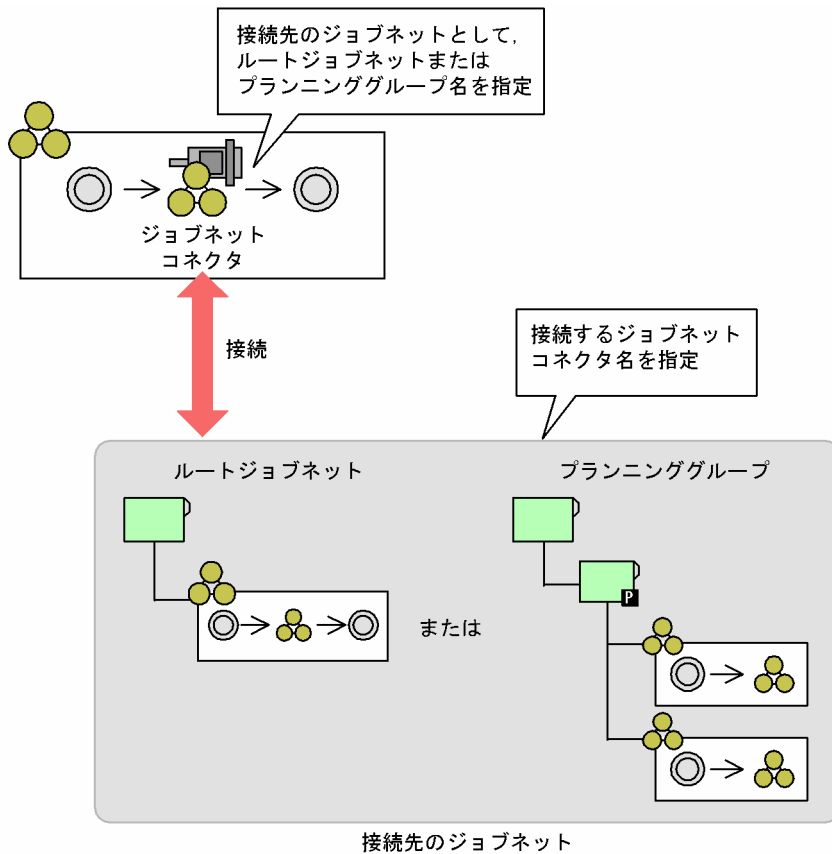 接続先のジョブネットとして，
ルートジョブネットまたは
プランニンググループ名を指定
ジョブネット
コネクタ
接続
接続するジョブネット
コネクタ名を指定
ルートジョブネット
プランニンググループ
P
または
接続先のジョブネット